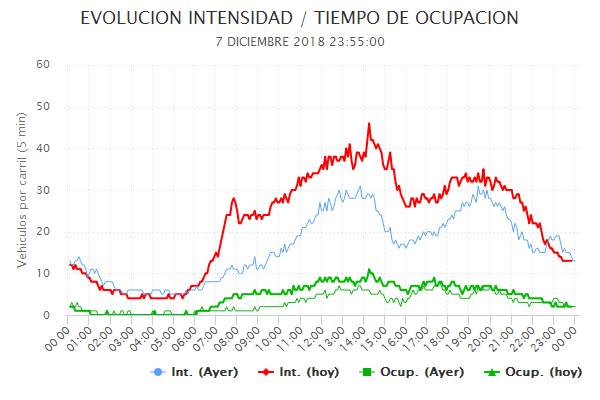 EVOLUCION INTENSIDAD / TIEMPO DE OCUPACION
7 DICIEMBRE 2018 23:55:00
Vehiculos por carril (5 min)
60
50
40
30
20
10
0
00:00 01:00 02:00 03:00 04:00 05:00 06:00 07:00 08:00 09:00 10:00 11:00 12:00 13:00 14:00 15:00 16:00 17:00 18:00 19:00 20:00 21:00 22:00 23:00 00:00
Int. (Ayer) Int. (hoy) Ocup. (Ayer) Ocup. (hoy)